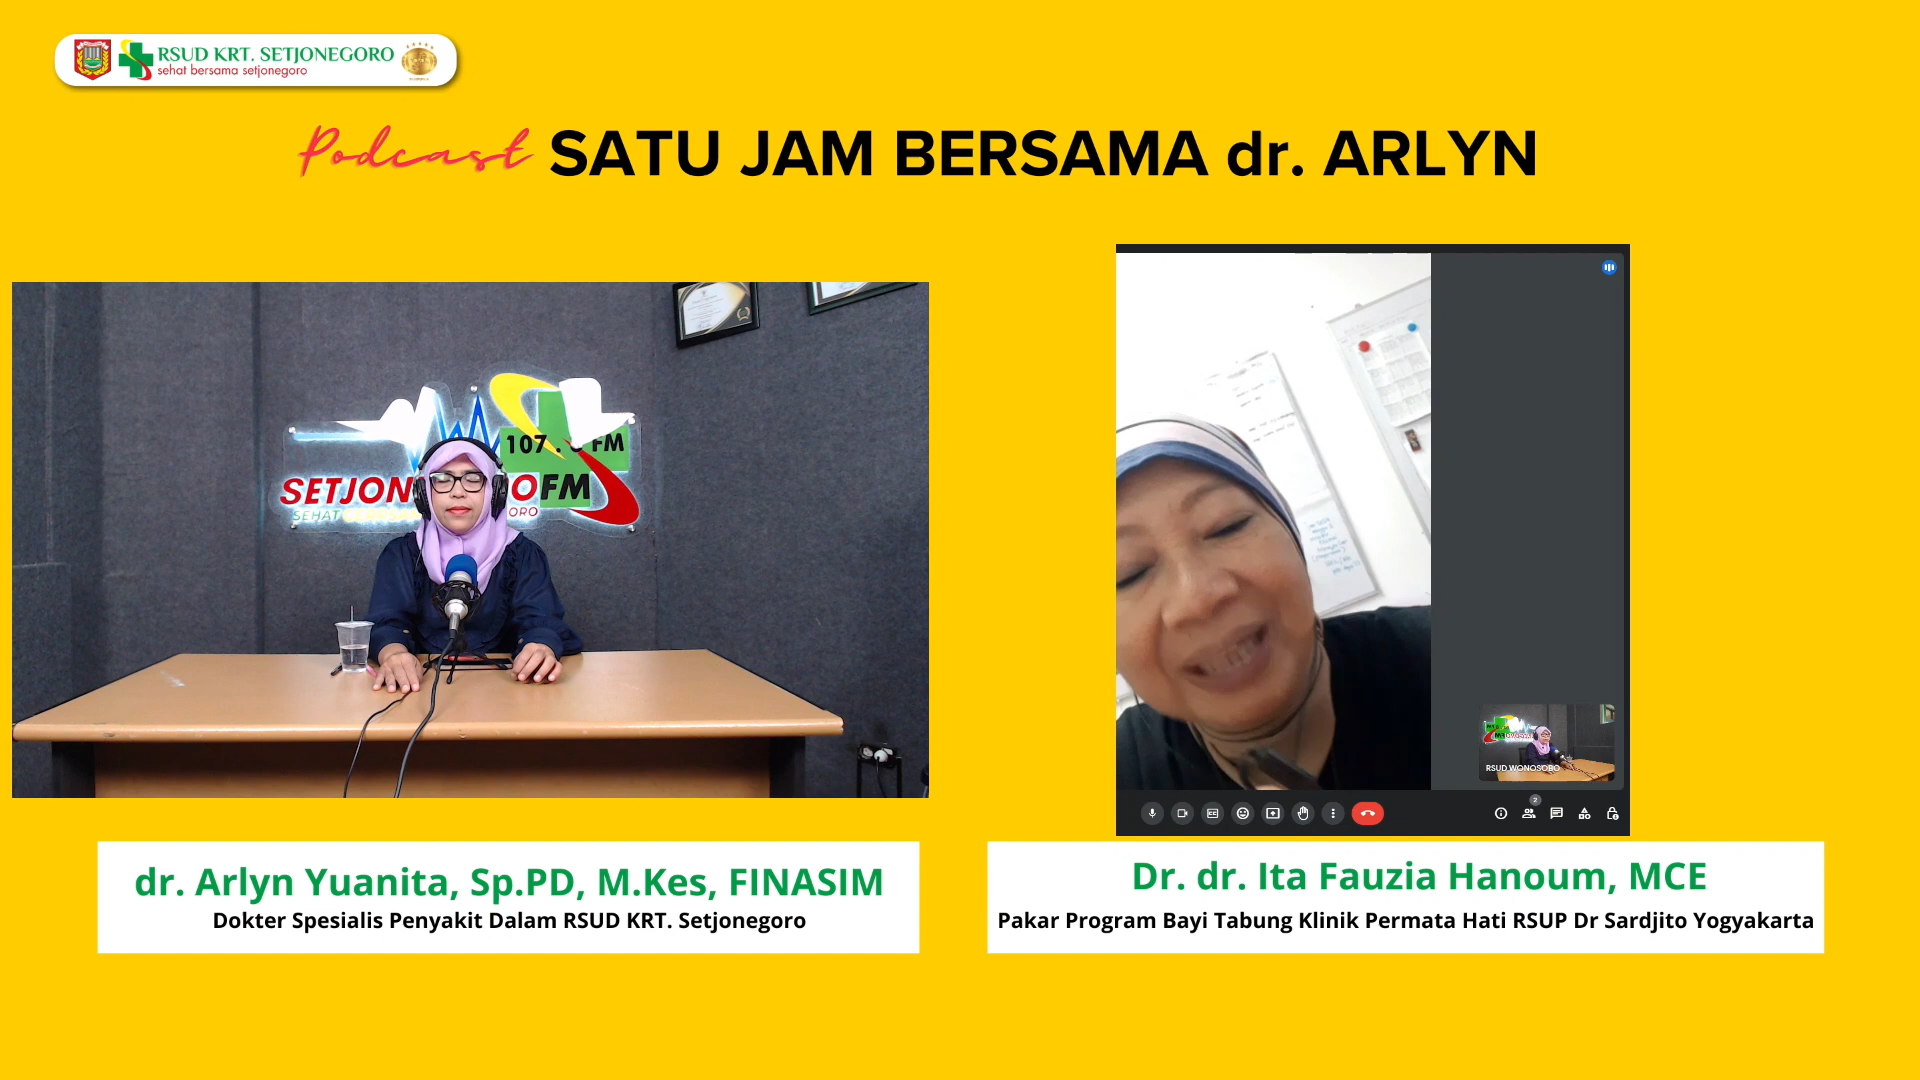 RSUD KRT. SETJONEGORO
sehat bersama setjonegoro
Podcast SATU JAM BERSAMA dr. ARLYN
107 . FM
SETJON OFM
SEHAT ORO
RSUD WONOSOBO
2
dr. Arlyn Yuanita, Sp.PD, M.Kes, FINASIM
Dokter Spesialis Penyakit Dalam RSUD KRT. Setjonegoro
Dr. dr. Ita Fauzia Hanoum, MCE
Pakar Program Bayi Tabung Klinik Permata Hati RSUP Dr Sardjito Yogyakarta